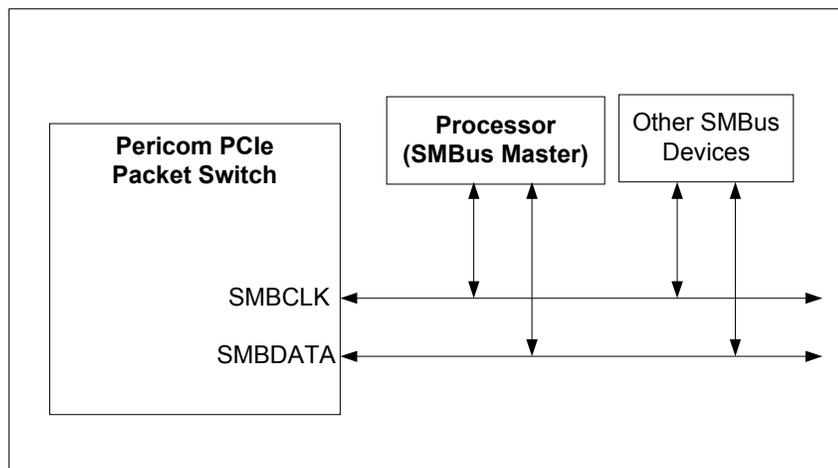 Pericom PCIe
Packet Switch
Processor
(SMBus Master)
Other SMBus
Devices
SMBCLK
SMBDATA